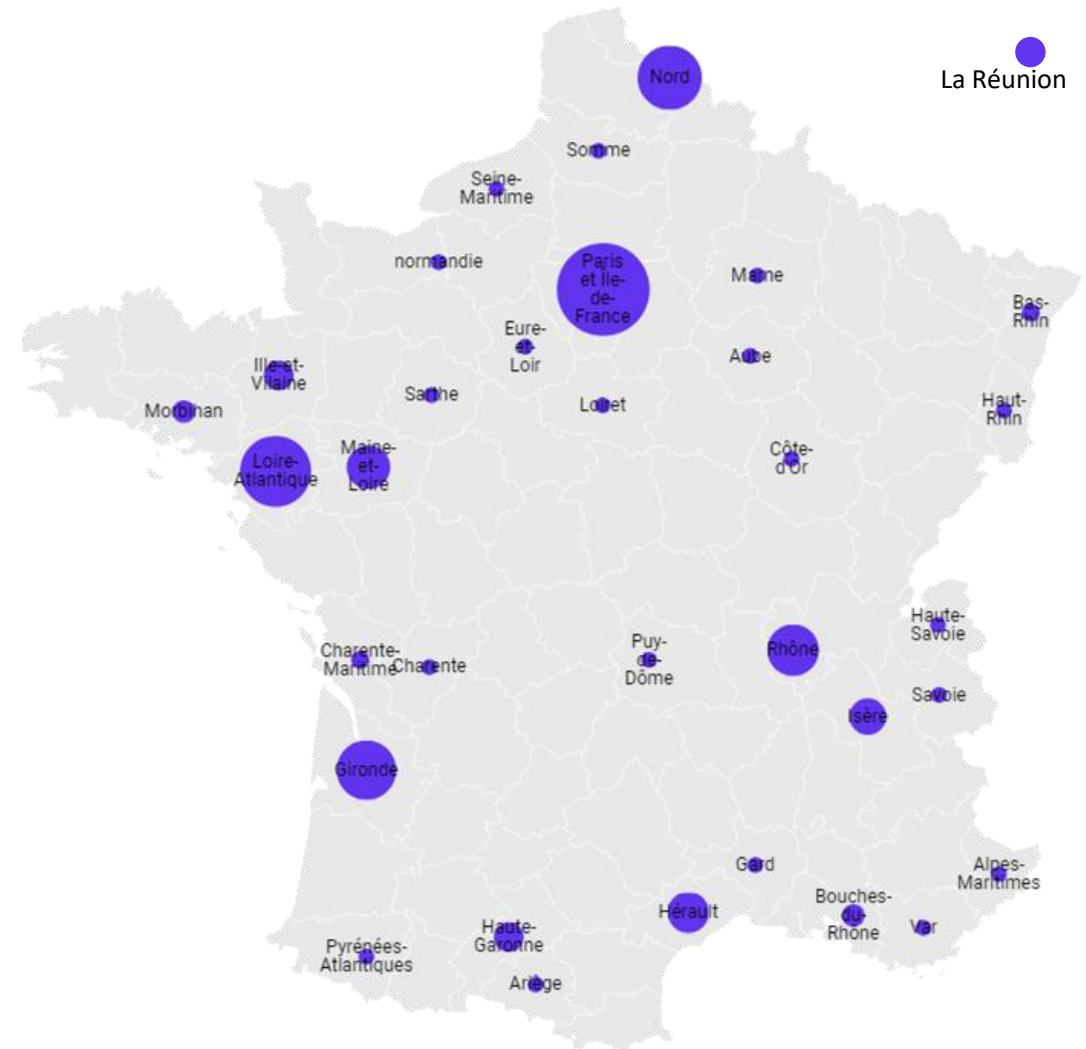 Nord
La Réunion
Somme
Seine-
Maritime
normandie
Paris
et Île-
de-
France
Marne
Bas-
Rhin
Eure-
et-
Loir
Aube
Ille-et-
Vilaine
Sarthe
Loiret
Haut-
Rhin
Morbihan
Loire-
Atlantique
Maine-
et-
Loire
Côte-
d'Or
Haute-
Savoie
Charente-
Maritime
Charente
Puy-
de-
Dôme
Rhône
Savoie
Isère
Gironde
Gard
Alpes-
Maritimes
Hérault
Bouches-
du-
Rhône
Var
Haute-
Garonne
Pyrénées-
Atlantiques
Ariège